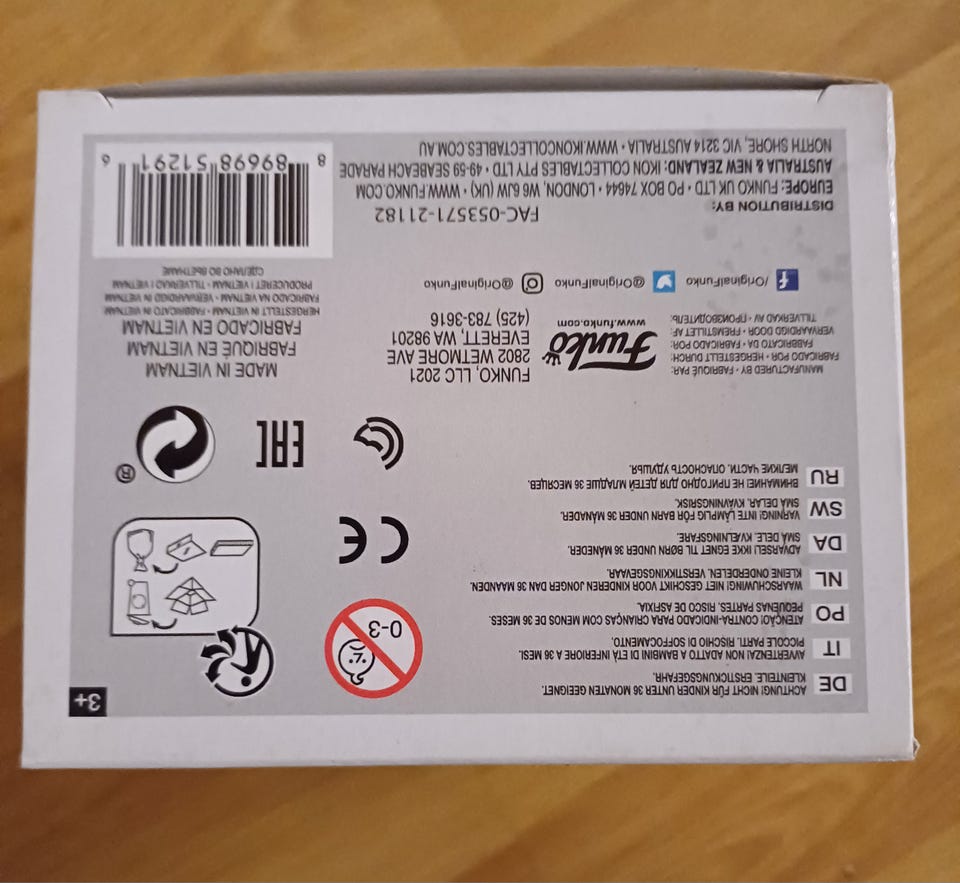 DE ACHTUNG! NICHT FÜR KINDER UNTER 36 MONATEN GEEIGNET.
KLEINTEILE. ERSTICKUNGSGEFAHR.
IT AVVERTENZA! NON ADATTO A BAMBINI DI ETÀ INFERIORE A 36 MESI.
PICCOLE PARTI. RISCHIO DI SOFFOCAMENTO.
PO ATENÇÃO! CONTRA-INDICADO PARA CRIANÇAS COM MENOS DE 36 MESES.
PEQUENAS PARTES. RISCO DE ASFIXIA.
NL WAARSCHUWING! NIET GESCHIKT VOOR KINDEREN JONGER DAN 36 MAANDEN.
KLEINE ONDERDELEN. VERSTIKKINGSGEVAAR.
DA ADVARSEL! IKKE EGNET TIL BØRN UNDER 36 MÅNEDER.
SMÅ DELE. KVÆLNINGSFARE.
SW VARNING! INTE LÄMPLIG FÖR BARN UNDER 36 MÅNADER.
SMÅ DELAR. KVÄVNINGSRISK.
RU ВНИМАНИЕ! НЕ ПРИГОДНО ДЛЯ ДЕТЕЙ МЛАДШЕ 36 МЕСЯЦЕВ.
МЕЛКИЕ ЧАСТИ. ОПАСНОСТЬ УДУШЬЯ.
3+
0-3
CE
EAC
®
MANUFACTURED BY • FABRIQUÉ PAR:
FABRICADO POR • HERGESTELLT DURCH:
FABBRICATO DA • FABRICADO POR:
VERVAARDIGD DOOR • FREMSTILLET AF:
TILLVERKAD AV • ПРОИЗВОДИТЕЛЬ:
Funko
www.funko.com
FUNKO, LLC 2021
2802 WETMORE AVE
EVERETT, WA 98201
(425) 783-3616
MADE IN VIETNAM
FABRIQUÉ EN VIETNAM
FABRICADO EN VIETNAM
HERGESTELLT IN VIETNAM • FABBRICATO IN VIETNAM
FABRICADO NA VIETNAM • VERVAARDIGD IN VIETNAM
PRODUCERET I VIETNAM • TILLVERKAD I VIETNAM
СДЕЛАНО ВО ВЬЕТНАМЕ
/OriginalFunko @OriginalFunko @OriginalFunko
FAC-053571-21182
DISTRIBUTION BY:
EUROPE: FUNKO UK LTD • PO BOX 74644 • LONDON, W6 6JW (UK) • WWW.FUNKO.COM
AUSTRALIA & NEW ZEALAND: IKON COLLECTABLES PTY LTD • 49-59 SEABEACH PARADE
NORTH SHORE, VIC 3214 AUSTRALIA • WWW.IKONCOLLECTABLES.COM.AU
8 89698 51291 6